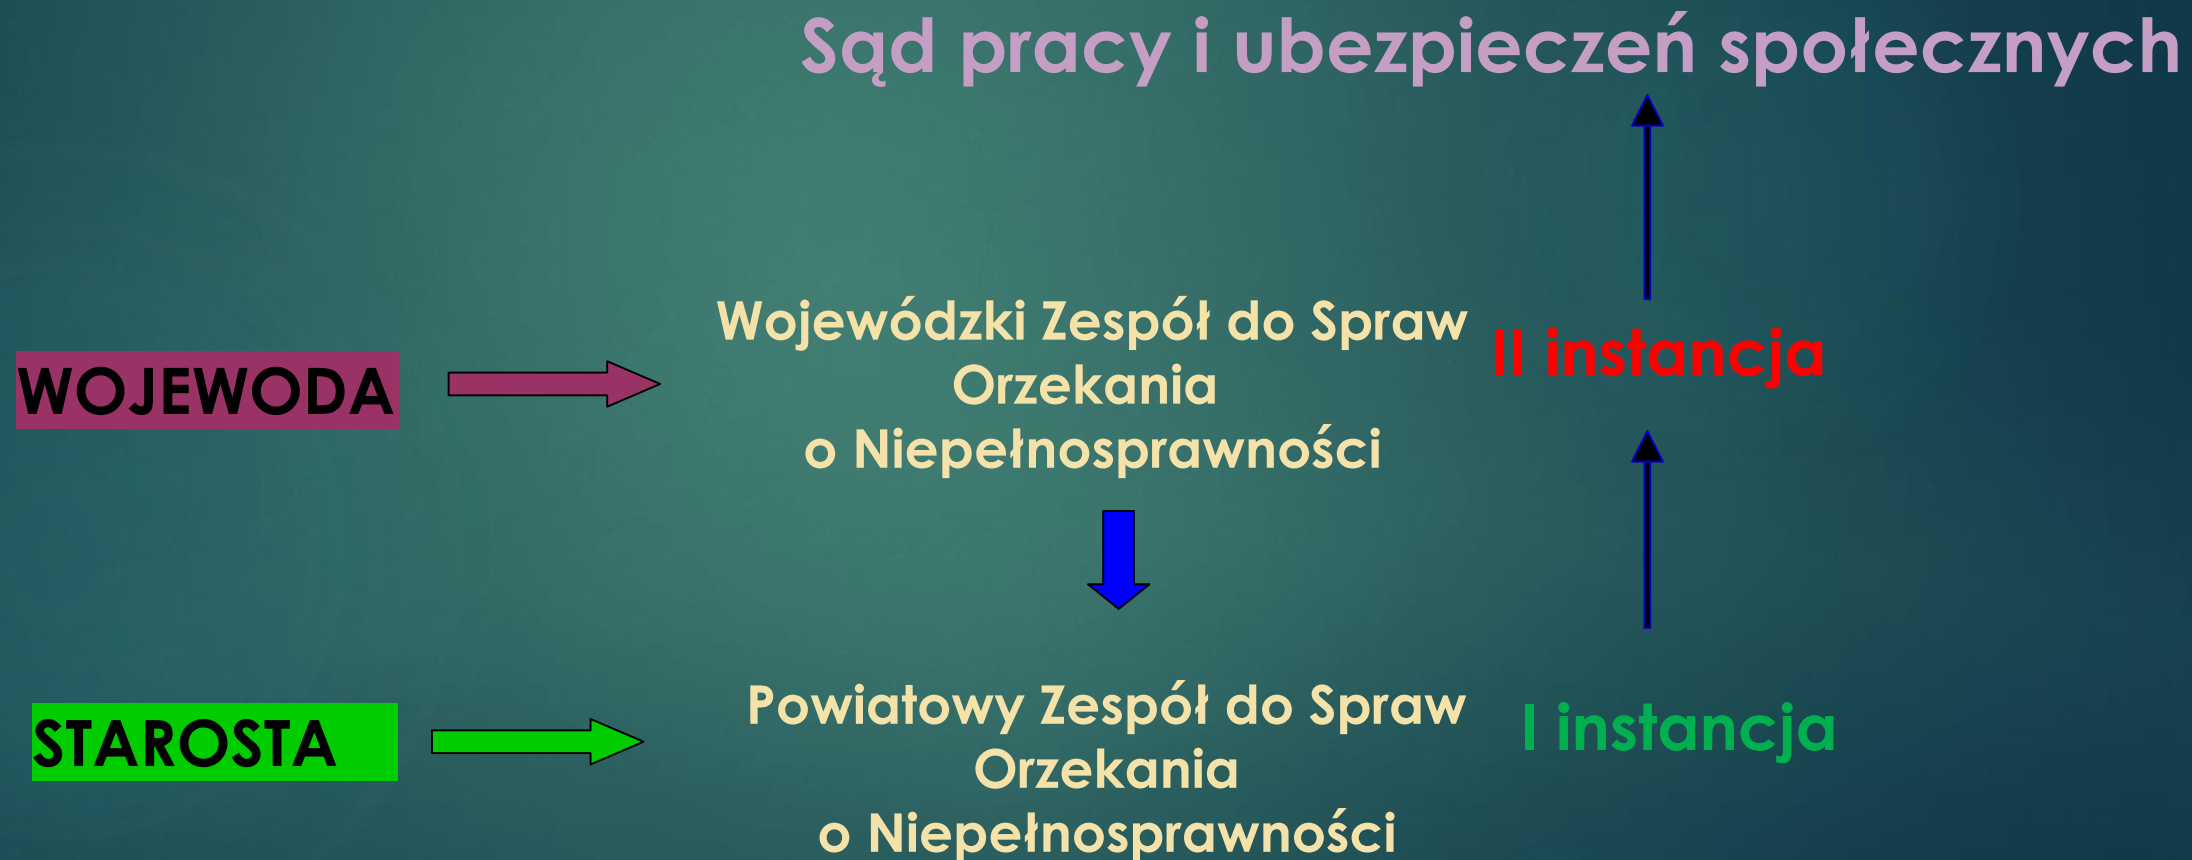 Sąd pracy i ubezpieczeń społecznych
WOJEWODA
Wojewódzki Zespół do Spraw
Orzekania
o Niepełnosprawności
II instancja
STAROSTA
Powiatowy Zespół do Spraw
Orzekania
o Niepełnosprawności
I instancja